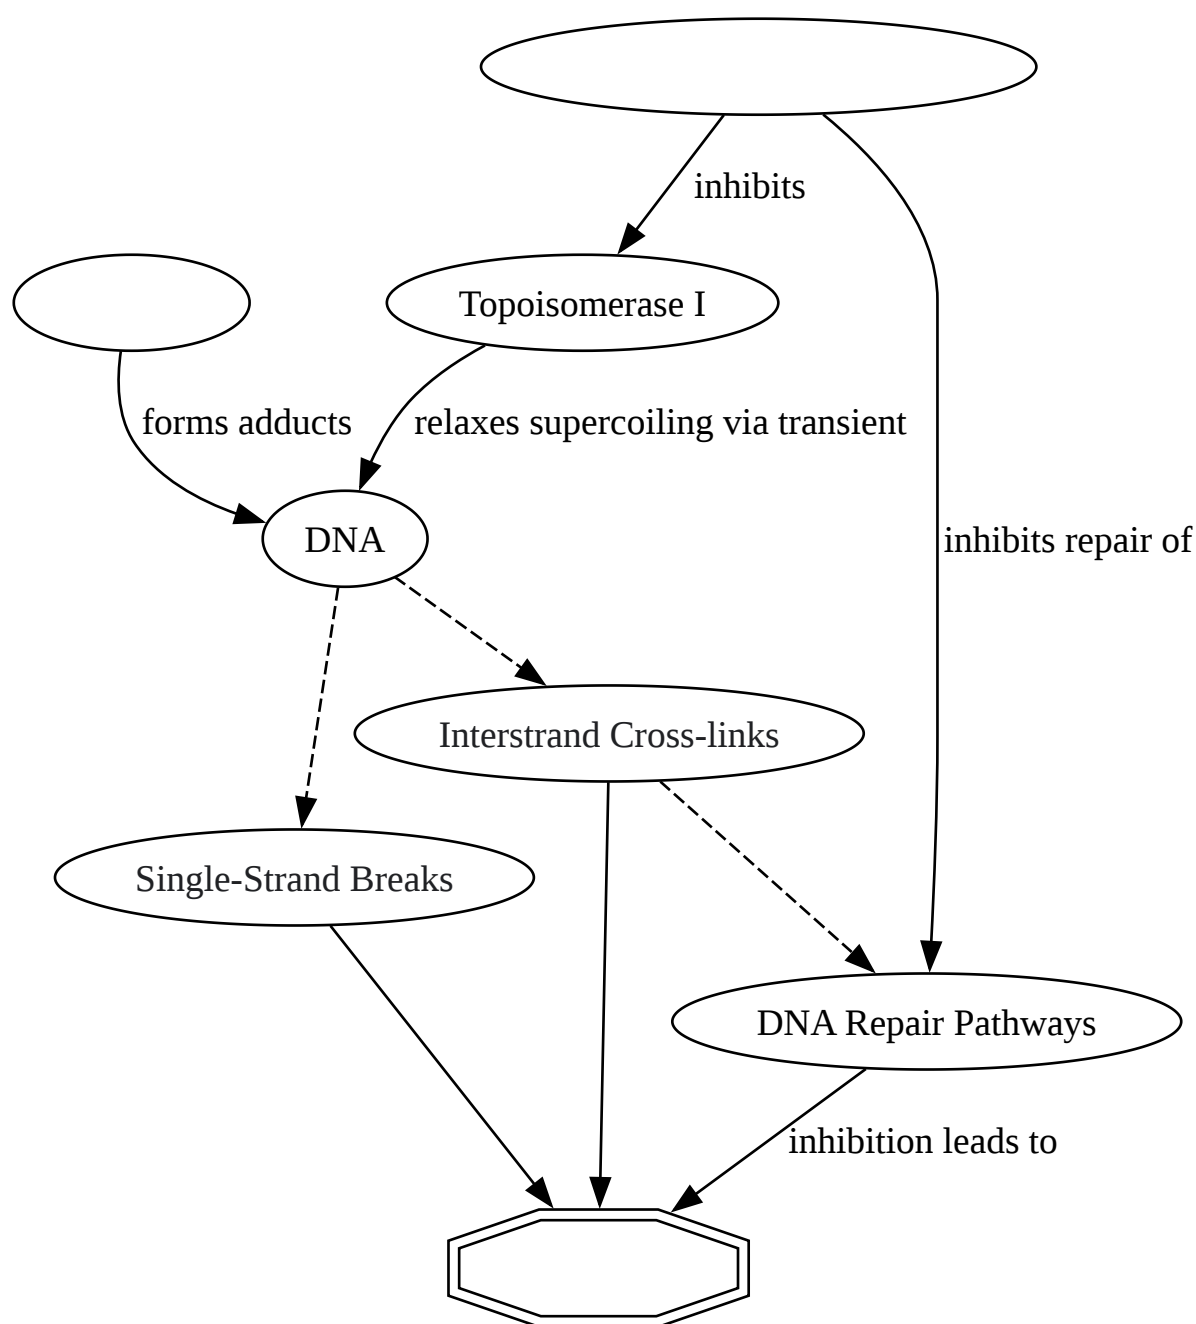 inhibits
Topoisomerase I
forms adducts
relaxes supercoiling via transient
DNA
inhibits repair of
Interstrand Cross-links
Single-Strand Breaks
DNA Repair Pathways
inhibition leads to